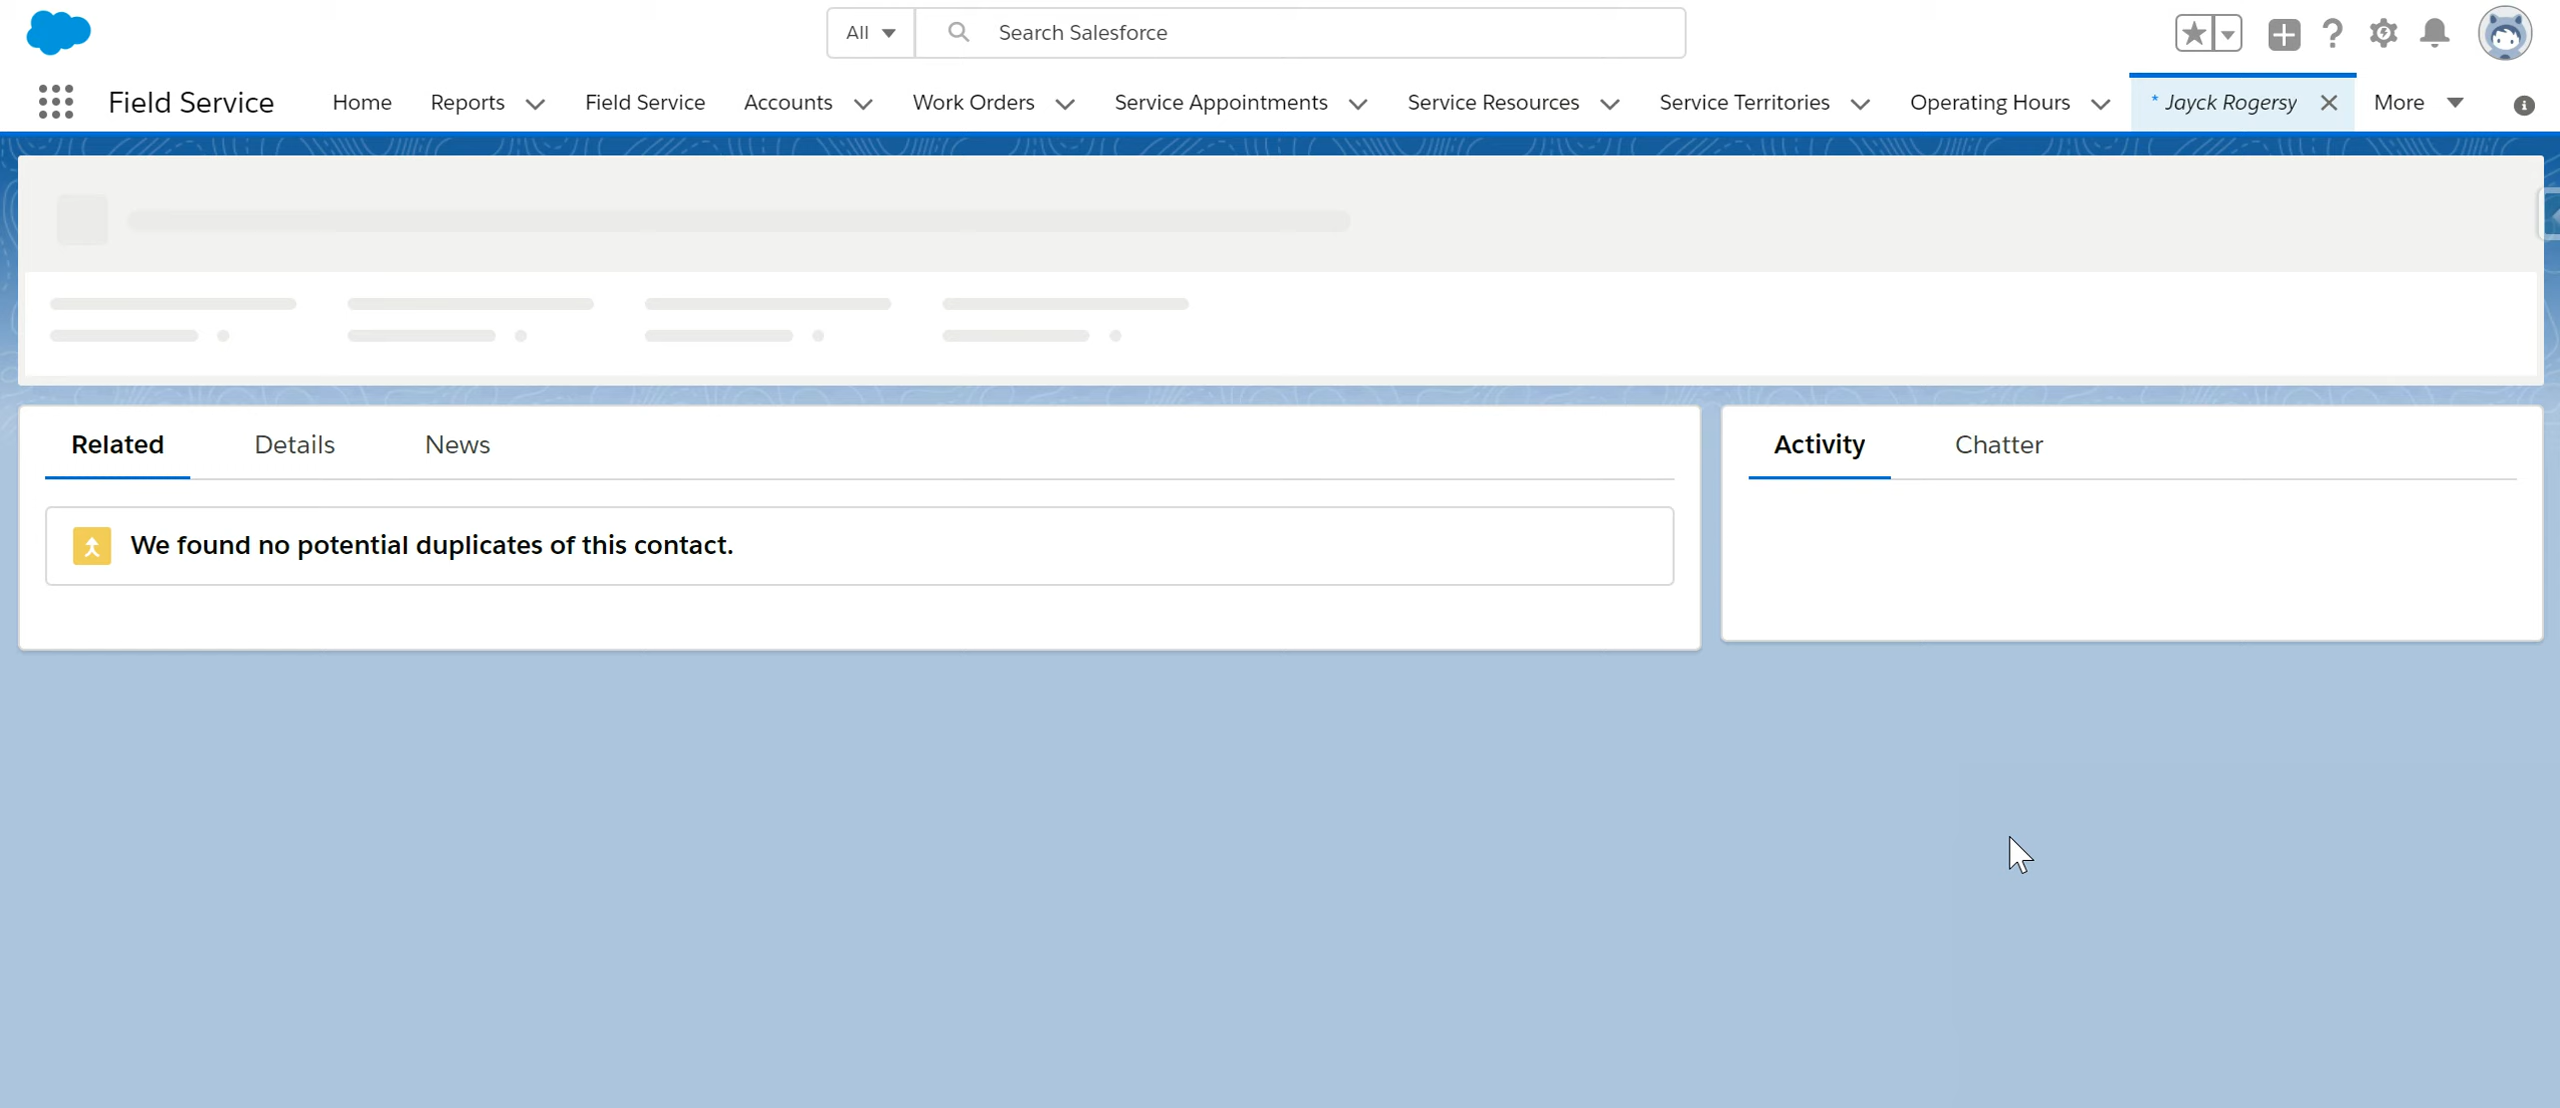 All
Search Salesforce
Field Service
Home
Reports
Field Service
Accounts
Work Orders
Service Appointments
Service Resources
Service Territories
Operating Hours
* Jayck Rogersy
More
Related
Details
News
We found no potential duplicates of this contact.
Activity
Chatter